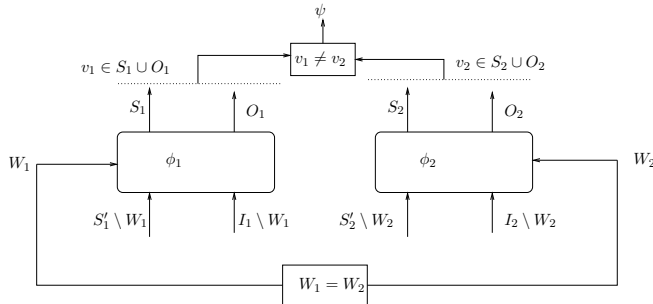 ψ
v₁ ≠ v₂
v₁ ∈ S₁ ∪ O₁
v₂ ∈ S₂ ∪ O₂
S₁
O₁
S₂
O₂
W₁
ϕ₁
ϕ₂
W₂
S′₁ \ W₁
I₁ \ W₁
S′₂ \ W₂
I₂ \ W₂
W₁ = W₂